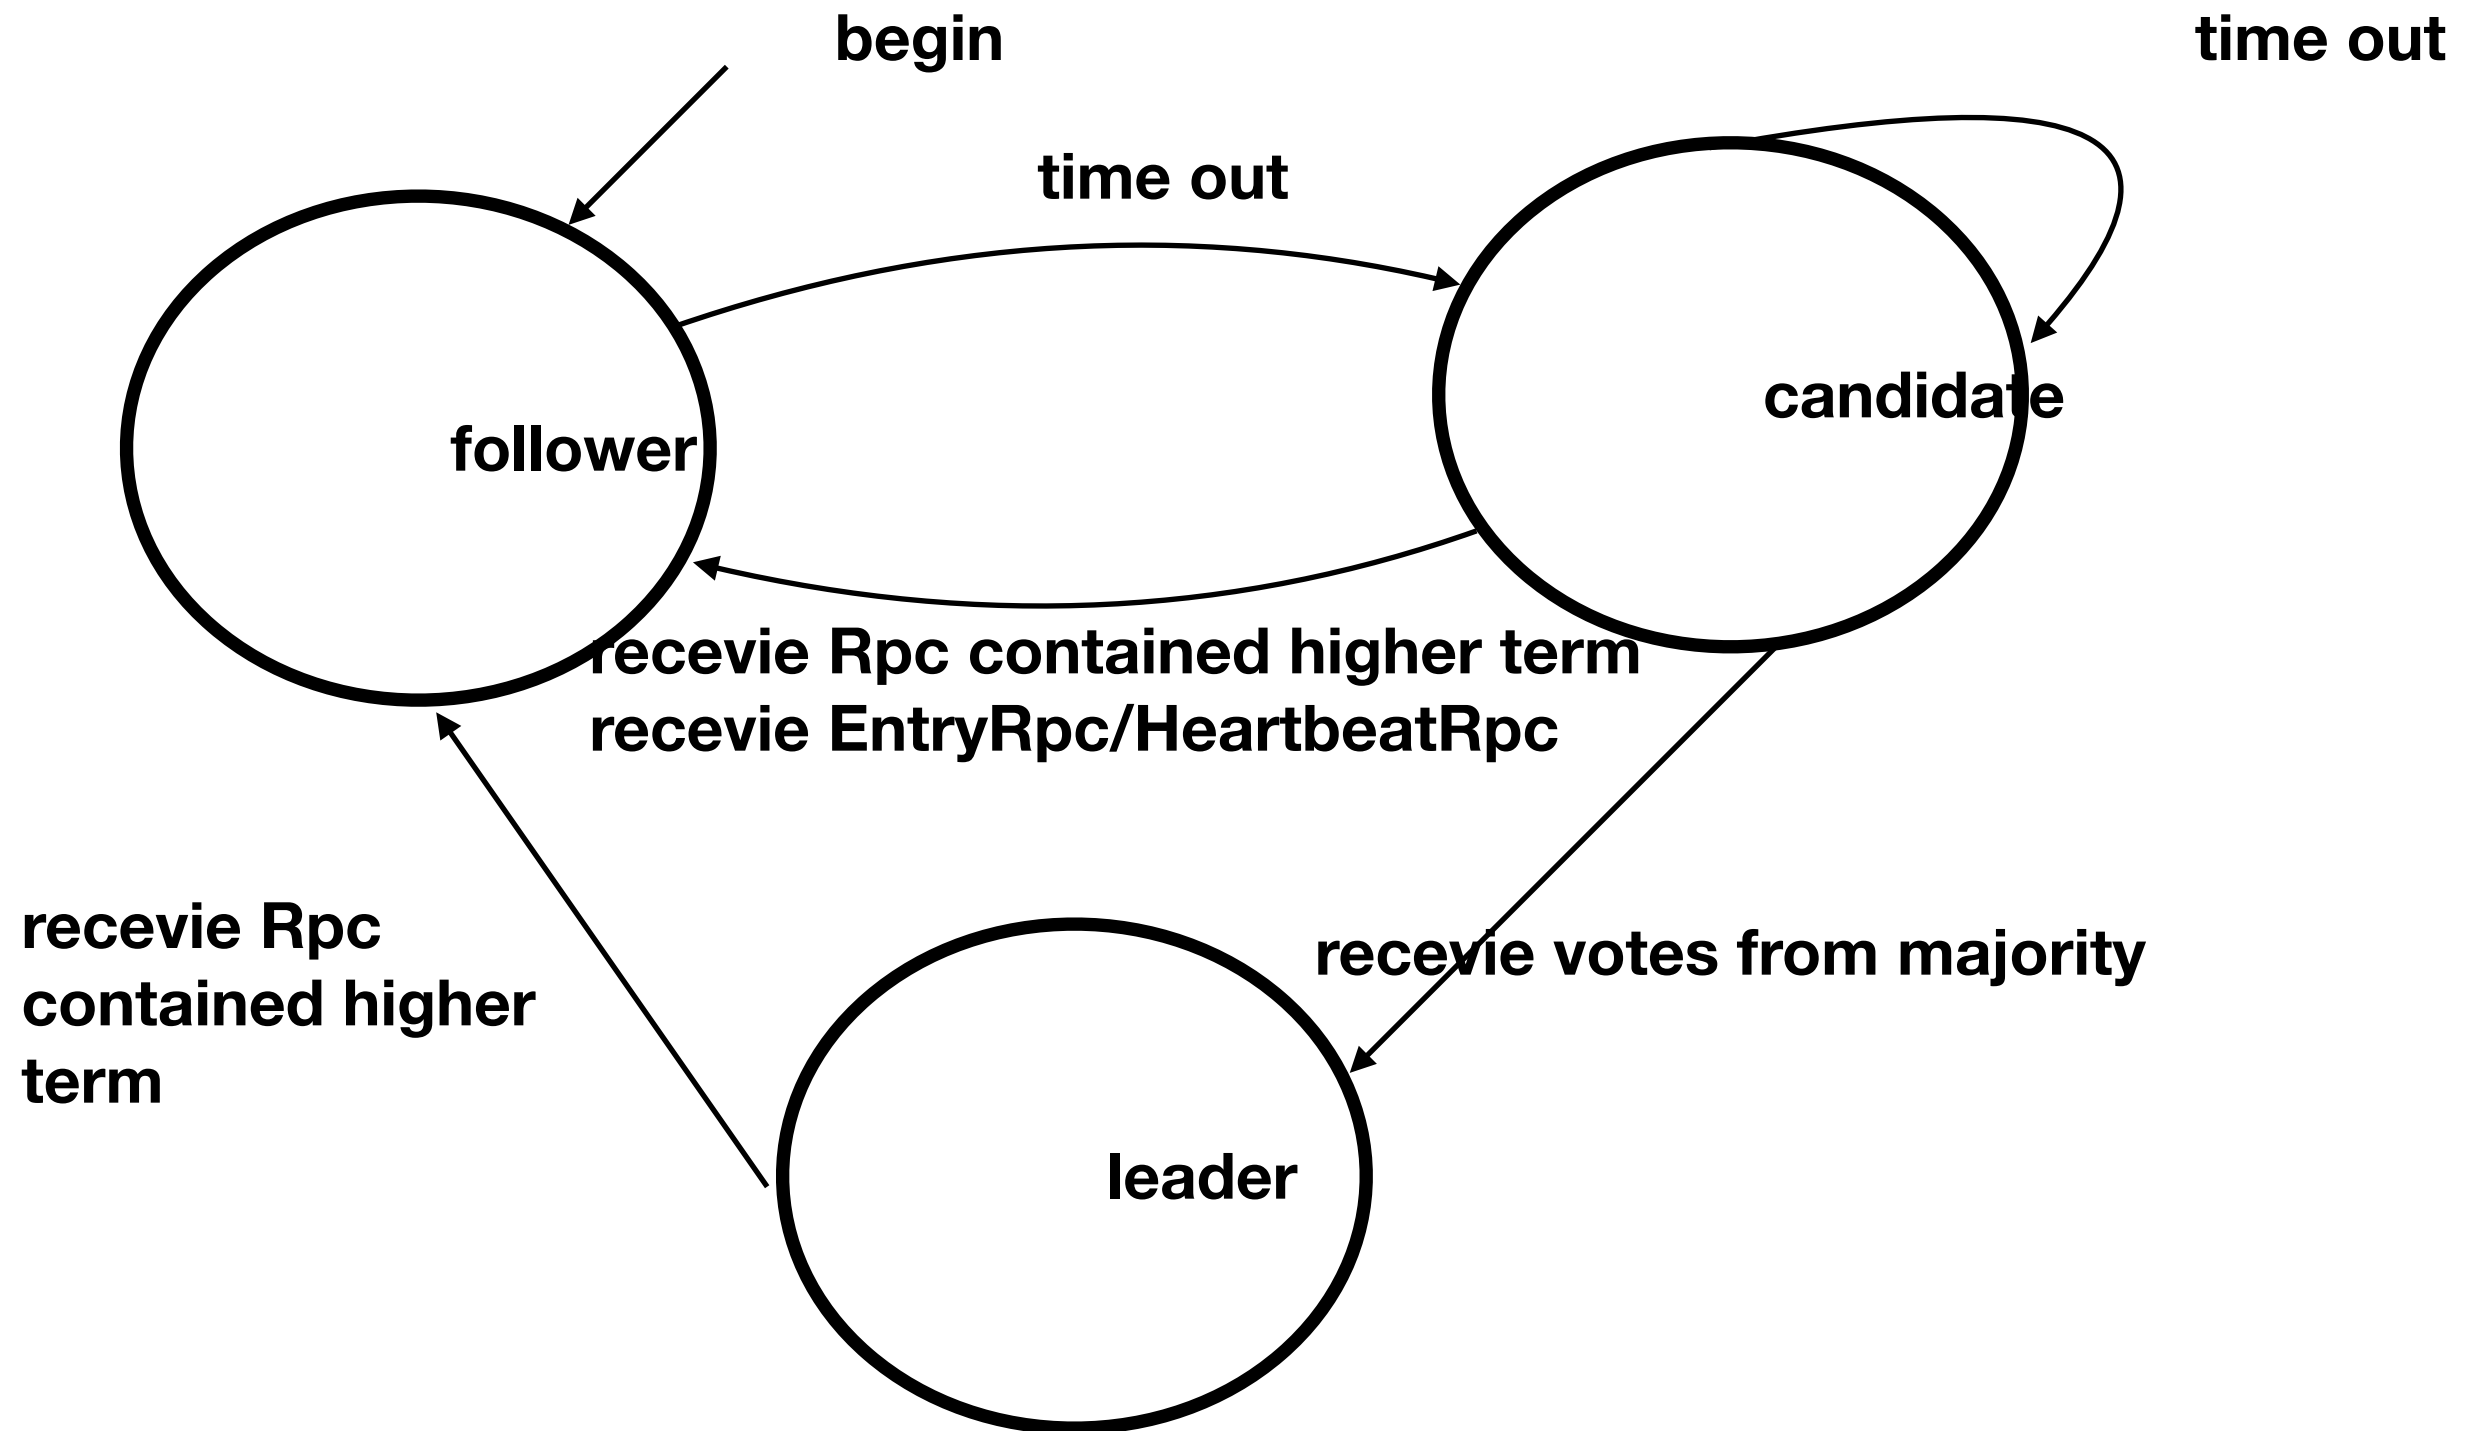 begin
time out
time out
follower
candidate
recevie Rpc contained higher term
recevie EntryRpc/HeartbeatRpc
recevie Rpc
contained higher
term
recevie votes from majority
leader